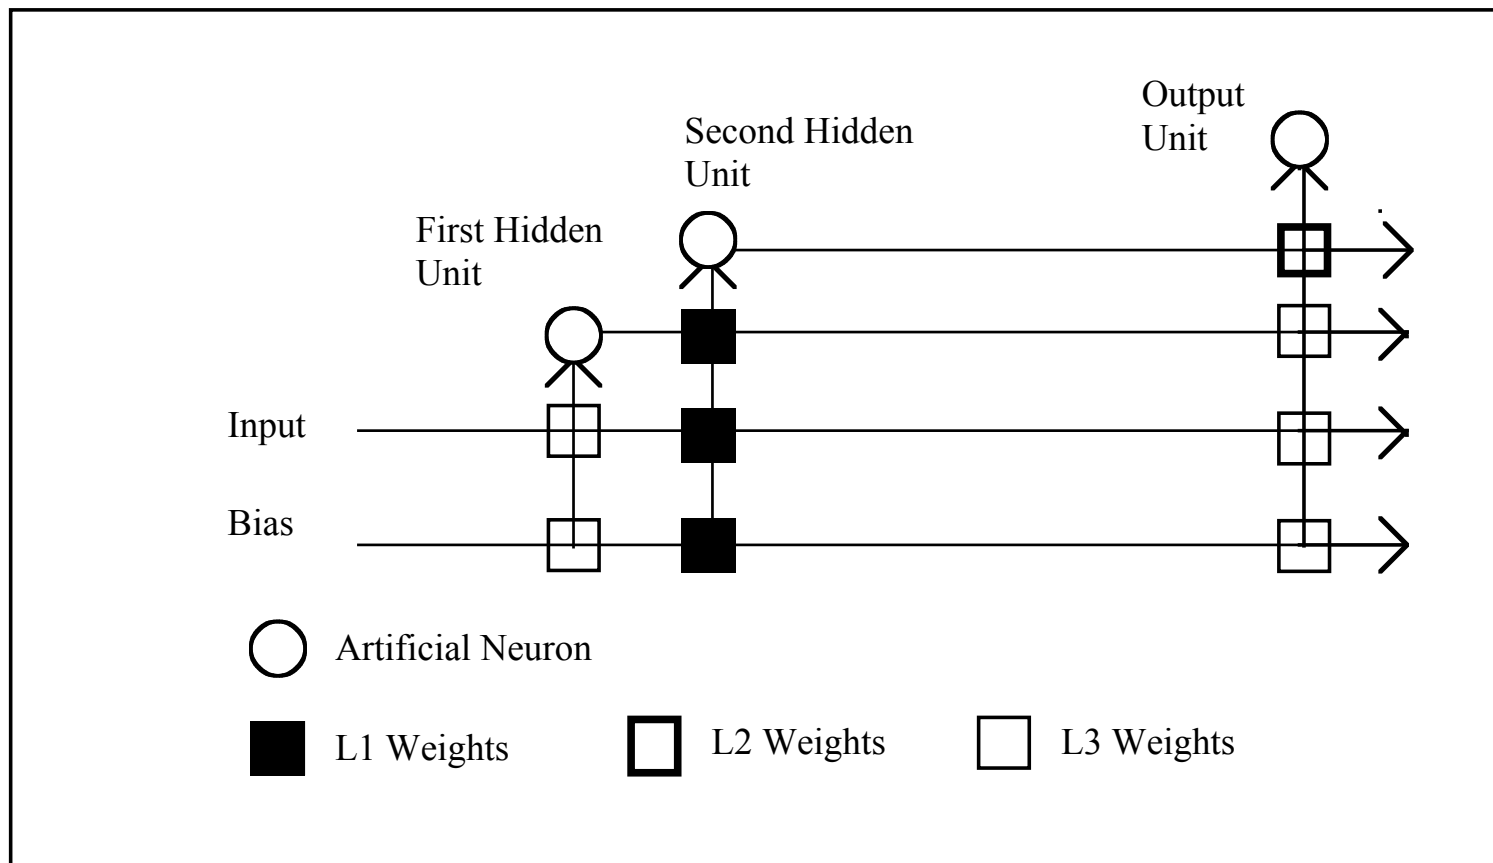 Output
Unit
Second Hidden
Unit
First Hidden
Unit
Input
Bias
Artificial Neuron
L1 Weights
L2 Weights
L3 Weights